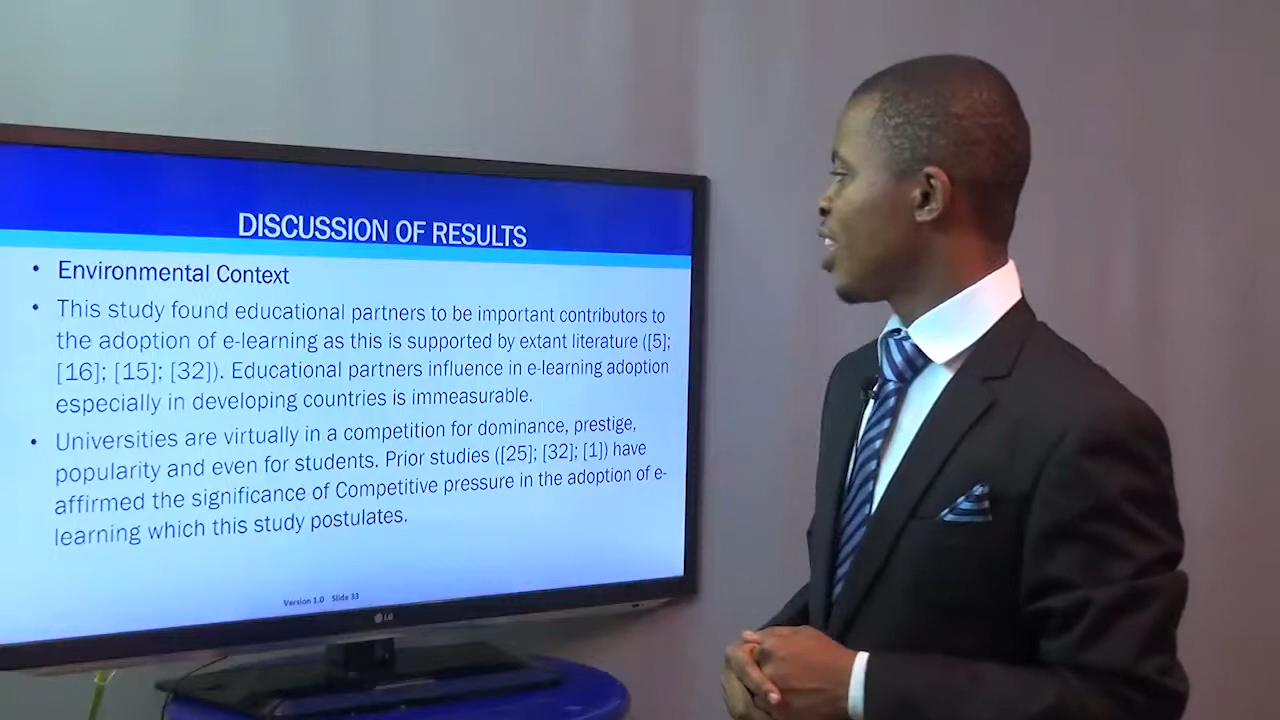 DISCUSSION OF RESULTS
• Environmental Context
• This study found educational partners to be important contributors to
the adoption of e-learning as this is supported by extant literature ([5];
[16]; [15]; [32]). Educational partners influence in e-learning adoption
especially in developing countries is immeasurable.
• Universities are virtually in a competition for dominance, prestige,
popularity and even for students. Prior studies ([25]; [32]; [1]) have
affirmed the significance of Competitive pressure in the adoption of e-
learning which this study postulates.
Version 1.0 Slide 33
LG